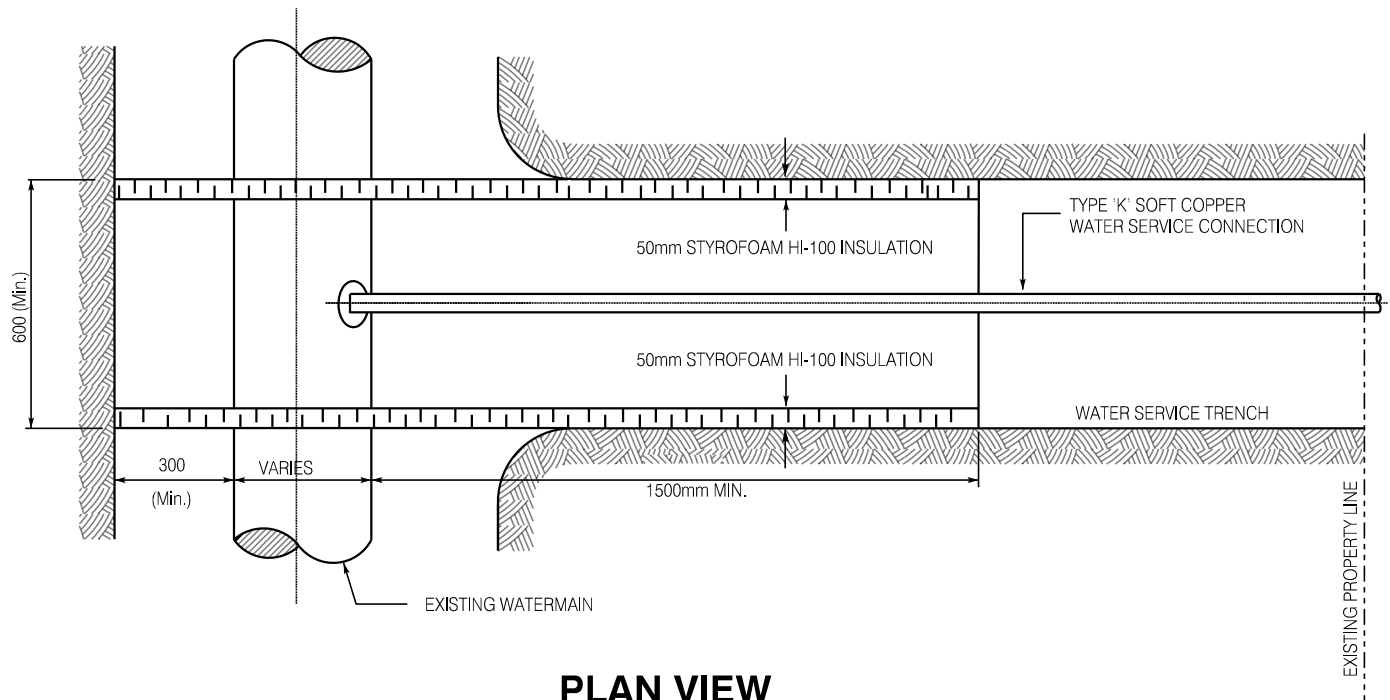 TYPE 'K' SOFT COPPER
WATER SERVICE CONNECTION
50mm STYROFOAM HI-100 INSULATION
600 (Min.)
50mm STYROFOAM HI-100 INSULATION
WATER SERVICE TRENCH
300
(Min.)
VARIES
1500mm MIN.
EXISTING PROPERTY LINE
EXISTING WATERMAIN
PLAN VIEW